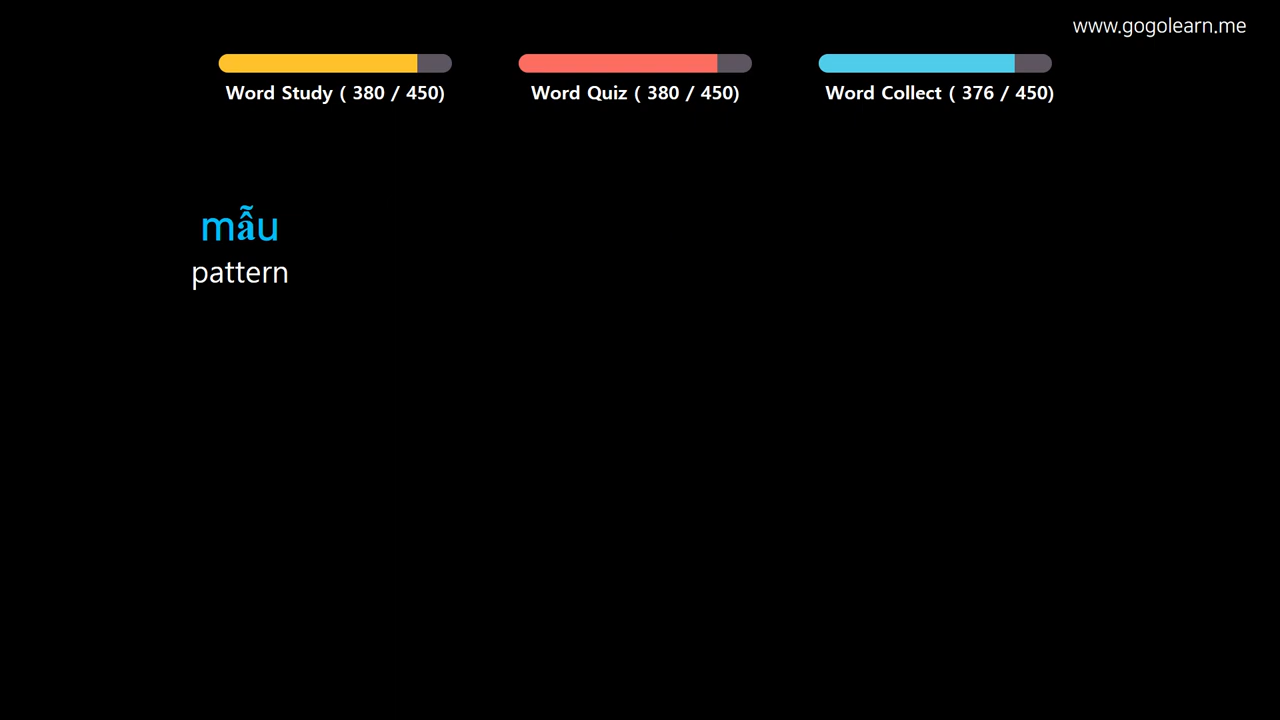 www.gogolearn.me
Word Study ( 380 / 450)
Word Quiz ( 380 / 450)
Word Collect ( 376 / 450)
mẫu
pattern